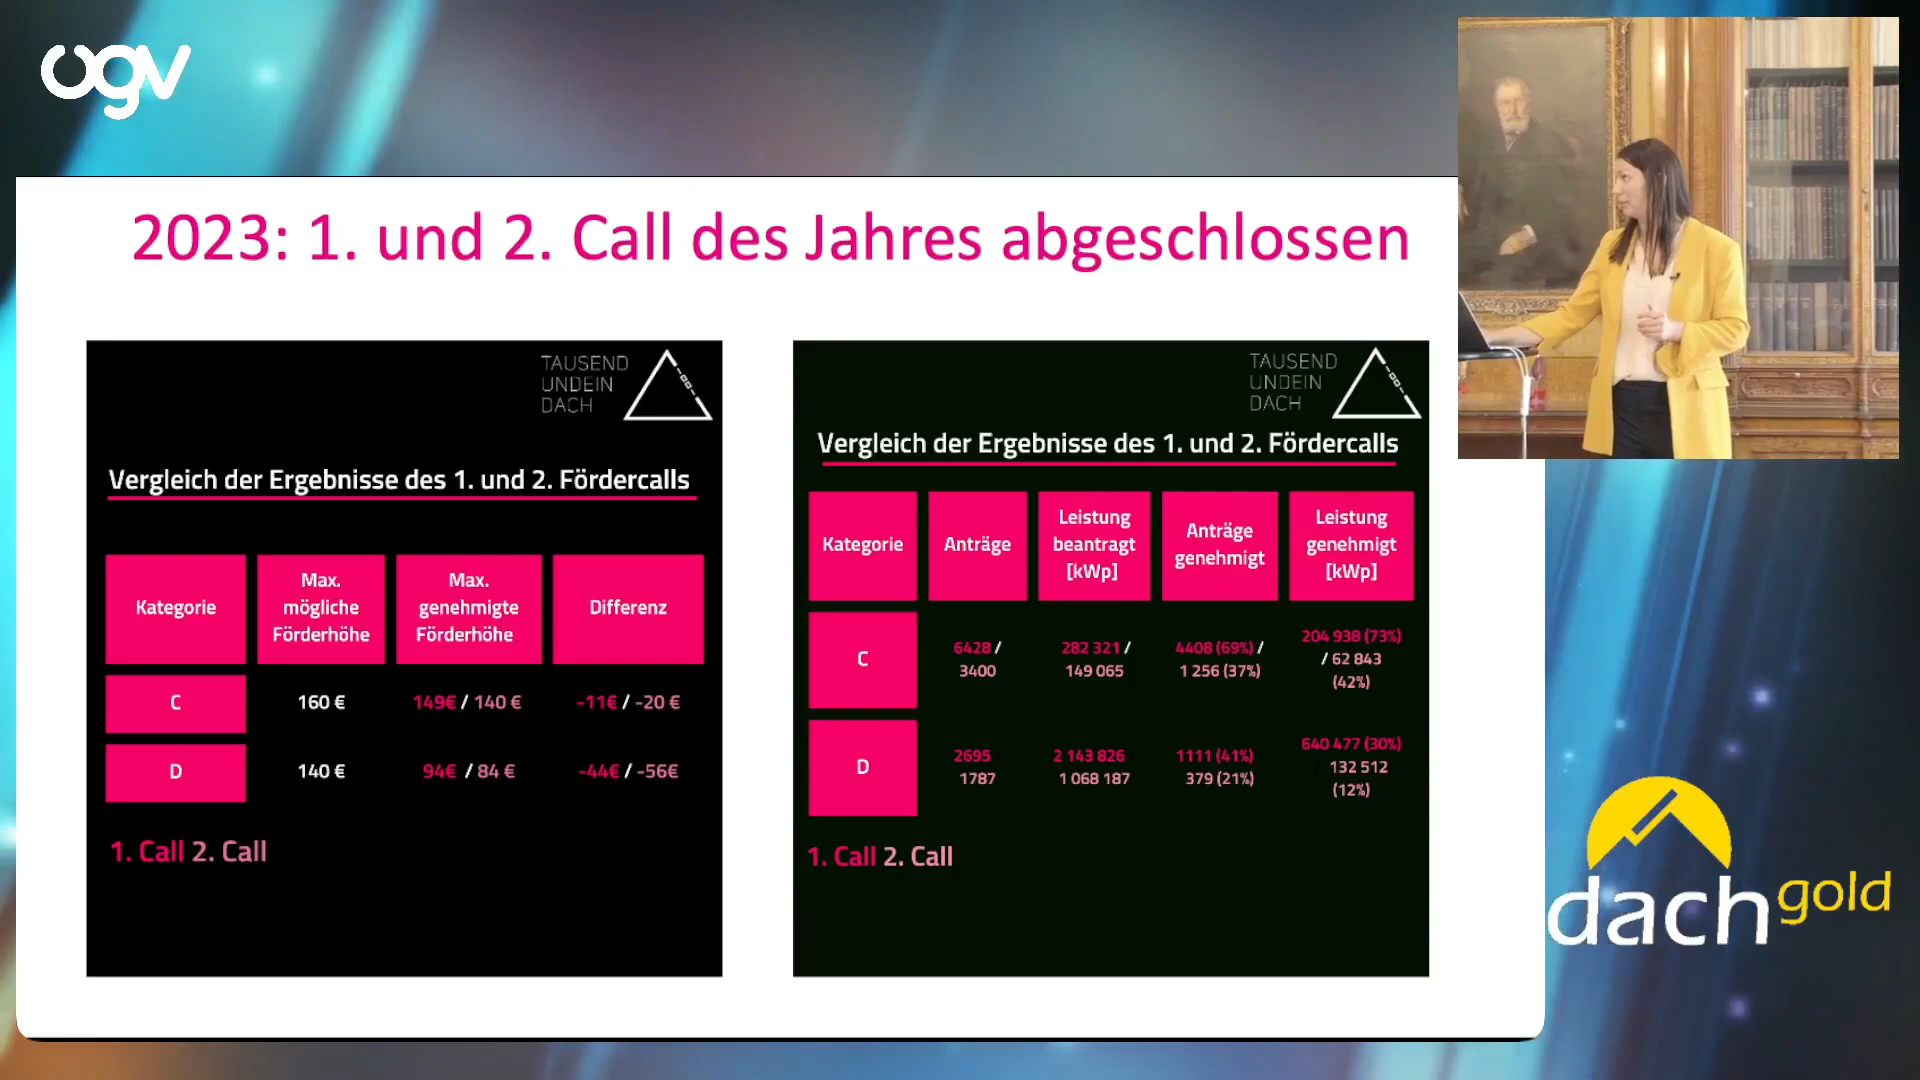 ogv
2023: 1. und 2. Call des Jahres abgeschlossen
TAUSEND
UNDEIN
DACH
Vergleich der Ergebnisse des 1. und 2. Fördercalls
Kategorie
Max.
mögliche
Förderhöhe
Max.
genehmigte
Förderhöhe
Differenz
C
160 €
149€ / 140 €
-11€ / -20 €
D
140 €
94€ / 84 €
-44€ / -56€
1. Call 2. Call
TAUSEND
UNDEIN
DACH
Vergleich der Ergebnisse des 1. und 2. Fördercalls
Kategorie
Anträge
Leistung
beantragt
[kWp]
Anträge
genehmigt
Leistung
genehmigt
[kWp]
C
6428 /
3400
282 321 /
149 065
4408 (69%) /
1 256 (37%)
204 938 (73%)
/ 62 843
(42%)
D
2695
1787
2 143 826
1 068 187
1111 (41%)
379 (21%)
640 477 (30%)
132 512
(12%)
1. Call 2. Call
dachgold